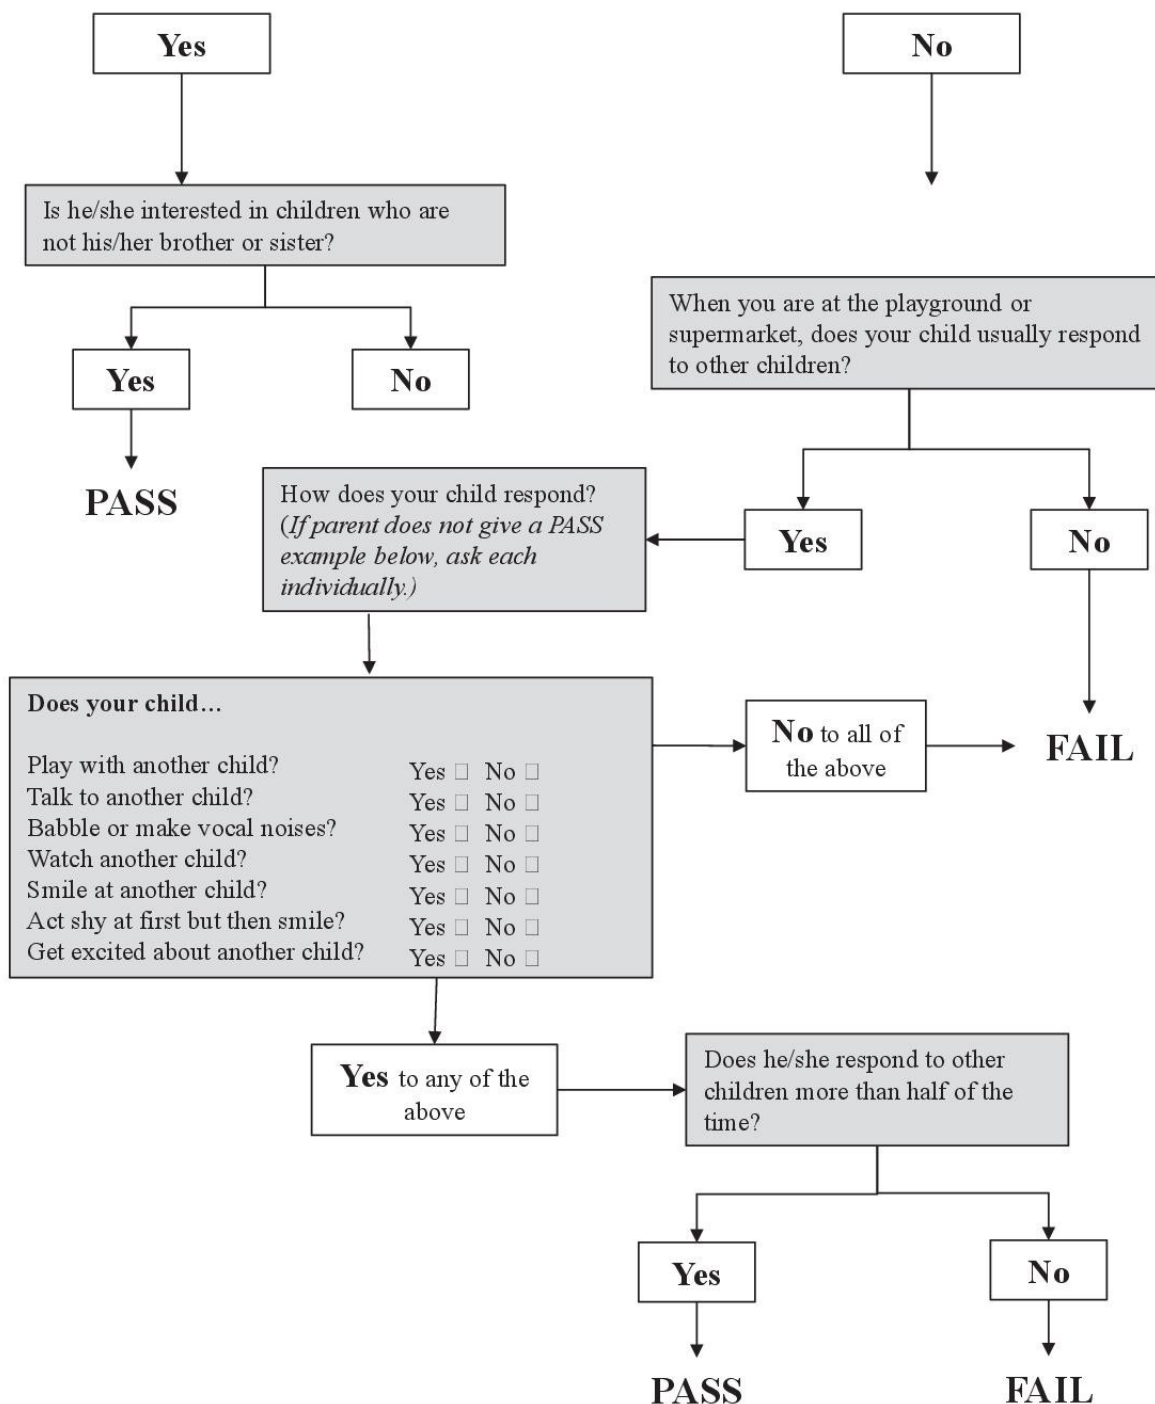 Yes
No
Is he/she interested in children who are
not his/her brother or sister?
When you are at the playground or
supermarket, does your child usually respond
to other children?
Yes
No
PASS
How does your child respond?
(If parent does not give a PASS
example below, ask each
individually.)
Yes
No
Does your child…
Play with another child? Yes □ No □
Talk to another child? Yes □ No □
Babble or make vocal noises? Yes □ No □
Watch another child? Yes □ No □
Smile at another child? Yes □ No □
Act shy at first but then smile? Yes □ No □
Get excited about another child? Yes □ No □
No to all of
the above
FAIL
Yes to any of the
above
Does he/she respond to other
children more than half of the
time?
Yes
No
PASS
FAIL